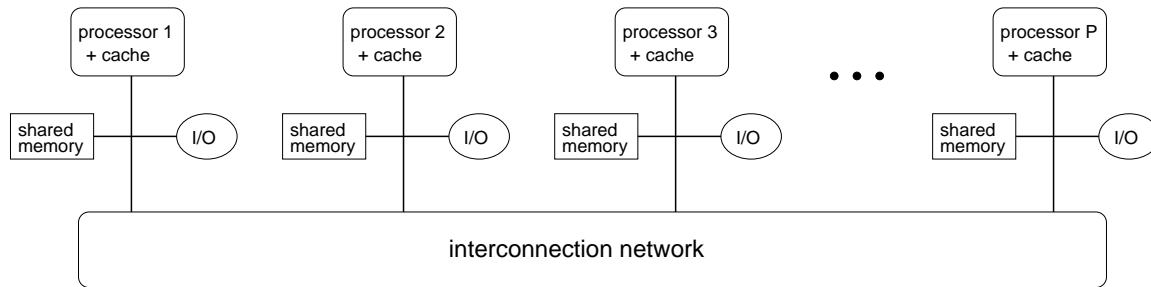 processor 1
+ cache
processor 2
+ cache
processor 3
+ cache
processor P
+ cache
shared
memory
I/O
shared
memory
I/O
shared
memory
I/O
shared
memory
I/O
interconnection network